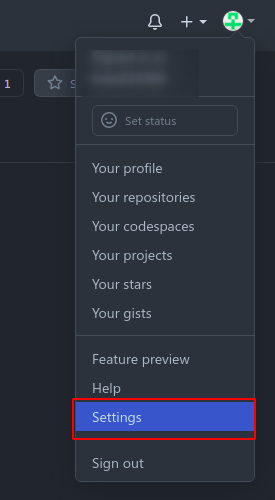 1
Set status
Your profile
Your repositories
Your codespaces
Your projects
Your stars
Your gists
Feature preview
Help
Settings
Sign out